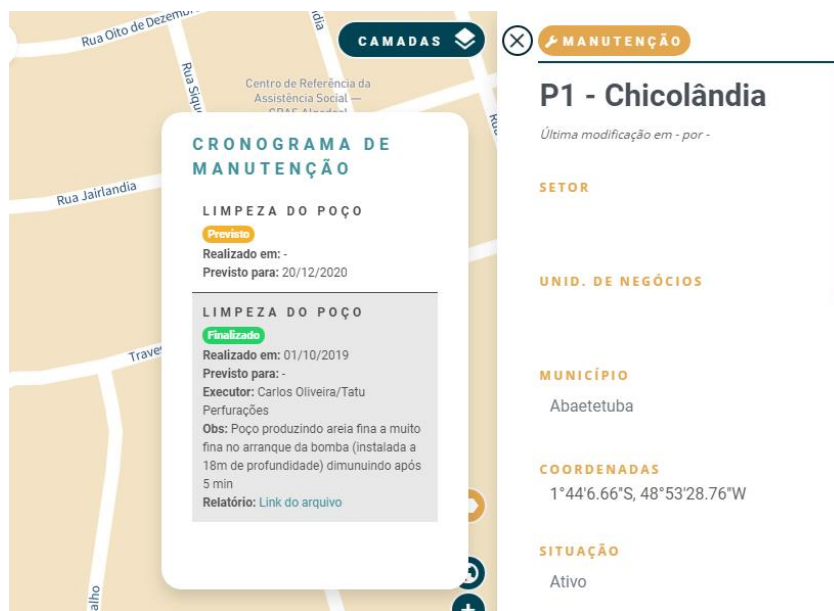 Rua Oito de Dezem
CAMADAS
Centro de Referência da
Assistência Social —
Rua Jairlandia
CRONOGRAMA DE
MANUTENÇÃO
LIMPEZA DO POÇO
Previsto
Realizado em: -
Previsto para: 20/12/2020
LIMPEZA DO POÇO
Finalizado
Realizado em: 01/10/2019
Previsto para: -
Executor: Carlos Oliveira/Tatu
Perfurações
Obs: Poço produzindo areia fina a muito
fina no arranque da bomba (instalada a
18m de profundidade) dimunuindo após
5 min
Relatório: Link do arquivo
MANUTENÇÃO
P1 - Chicolândia
Última modificação em - por -
SETOR
UNID. DE NEGÓCIOS
MUNICÍPIO
Abaetetuba
COORDENADAS
1°44'6.66"S, 48°53'28.76"W
SITUAÇÃO
Ativo